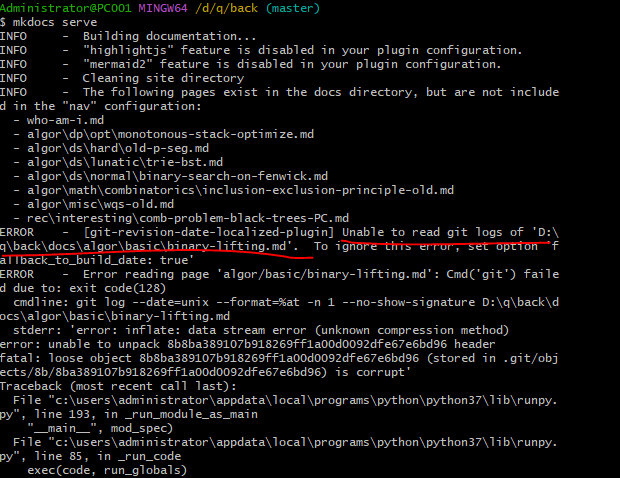 Administrator@PC001 MINGW64 /d/q/back (master)
$ mkdocs serve
INFO     -  Building documentation...
INFO     -  "highlightjs" feature is disabled in your plugin configuration.
INFO     -  "mermaid2" feature is disabled in your plugin configuration.
INFO     -  Cleaning site directory
INFO     -  The following pages exist in the docs directory, but are not include
d in the "nav" configuration:
  - who-am-i.md
  - algor\dp\opt\monotonous-stack-optimize.md
  - algor\ds\hard\old-p-seg.md
  - algor\ds\lunatic\trie-bst.md
  - algor\ds\normal\binary-search-on-fenwick.md
  - algor\math\combinatorics\inclusion-exclusion-principle-old.md
  - algor\misc\wqs-old.md
  - rec\interesting\comb-problem-black-trees-PC.md
ERROR    -  [git-revision-date-localized-plugin] Unable to read git logs of 'D:\
q\back\docs\algor\basic\binary-lifting.md'.  To ignore this error, set option 'f
allback_to_build_date: true'
ERROR    -  Error reading page 'algor/basic/binary-lifting.md': Cmd('git') faile
d due to: exit code(128)
  cmdline: git log --date=unix --format=%at -n 1 --no-show-signature D:\q\back\d
ocs\algor\basic\binary-lifting.md
  stderr: 'error: inflate: data stream error (unknown compression method)
error: unable to unpack 8b8ba389107b918269ff1a00d0092dfe67e6bd96 header
fatal: loose object 8b8ba389107b918269ff1a00d0092dfe67e6bd96 (stored in .git/obj
ects/8b/8ba389107b918269ff1a00d0092dfe67e6bd96) is corrupt'
Traceback (most recent call last):
  File "c:\users\administrator\appdata\local\programs\python\python37\lib\runpy.
py", line 193, in _run_module_as_main
    "__main__", mod_spec)
  File "c:\users\administrator\appdata\local\programs\python\python37\lib\runpy.
py", line 85, in _run_code
    exec(code, run_globals)